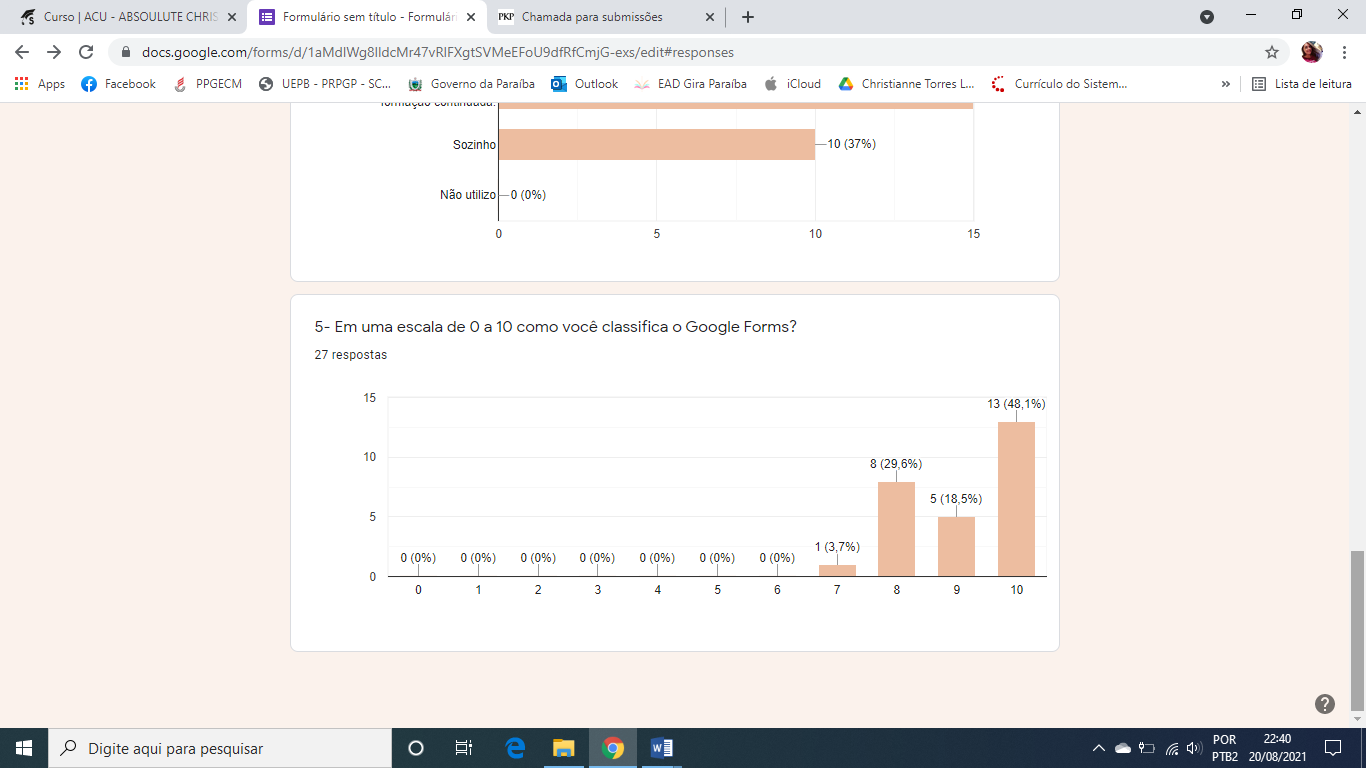 Curso | ACU - ABSOULUTE CHRIS
Formulário sem título - Formulári
PKP
Chamada para submissões
docs.google.com/forms/d/1aMdIWg8lIdcMr47vRlFXgtSVMeEFoU9dfRfCmjG-exs/edit#responses
Apps
Facebook
PPGECM
UEPB - PRPGP - SC...
Governo da Paraíba
Outlook
EAD Gira Paraíba
iCloud
Christianne Torres L...
Currículo do Sistem...
»
Lista de leitura
formação continuada.
Sozinho
10 (37%)
Não utilizo
0 (0%)
0 5 10 15
5- Em uma escala de 0 a 10 como você classifica o Google Forms?
27 respostas
15
13 (48,1%)
10
8 (29,6%)
5 (18,5%)
5
1 (3,7%)
0 (0%) 0 (0%) 0 (0%) 0 (0%) 0 (0%) 0 (0%) 0 (0%)
0
0 1 2 3 4 5 6 7 8 9 10
Digite aqui para pesquisar
POR
PTB2
22:40
20/08/2021